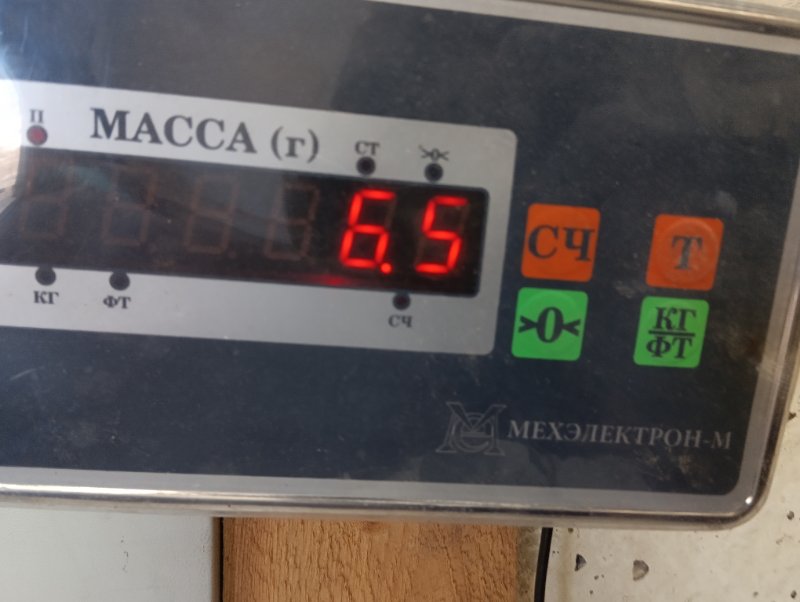 П
МАССА (г)
СТ
>0<
6.5
КГ
ФТ
СЧ
СЧ
Т
>0<
КГ
ФТ
МЕХЭЛЕКТРОН-М